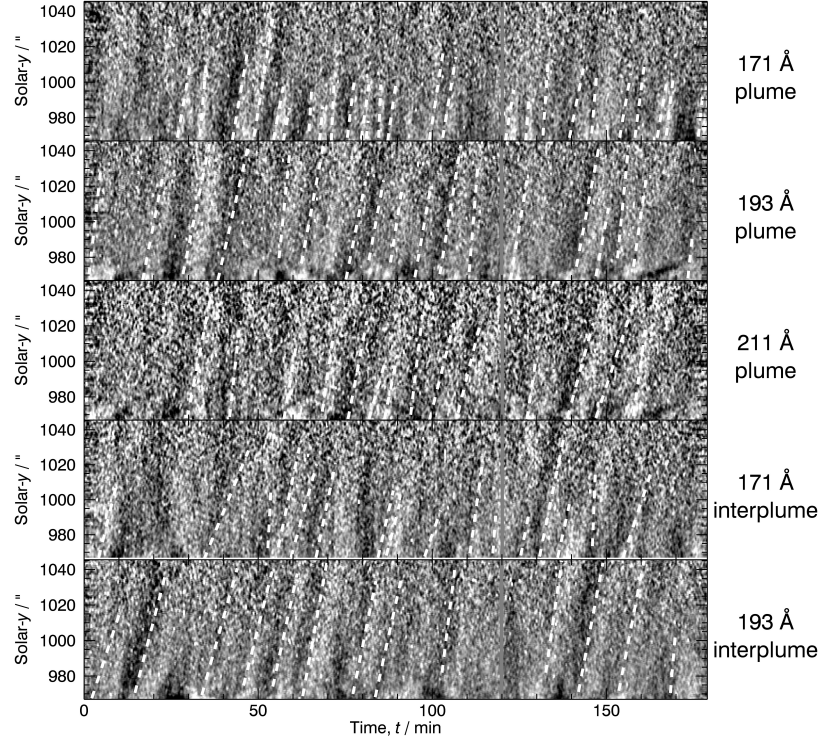 1040
1020
1000
980
Solar-y / "
171 Å
plume
1040
1020
1000
980
Solar-y / "
193 Å
plume
1040
1020
1000
980
Solar-y / "
211 Å
plume
1040
1020
1000
980
Solar-y / "
171 Å
interplume
1040
1020
1000
980
Solar-y / "
193 Å
interplume
0 50 100 150
Time, t / min